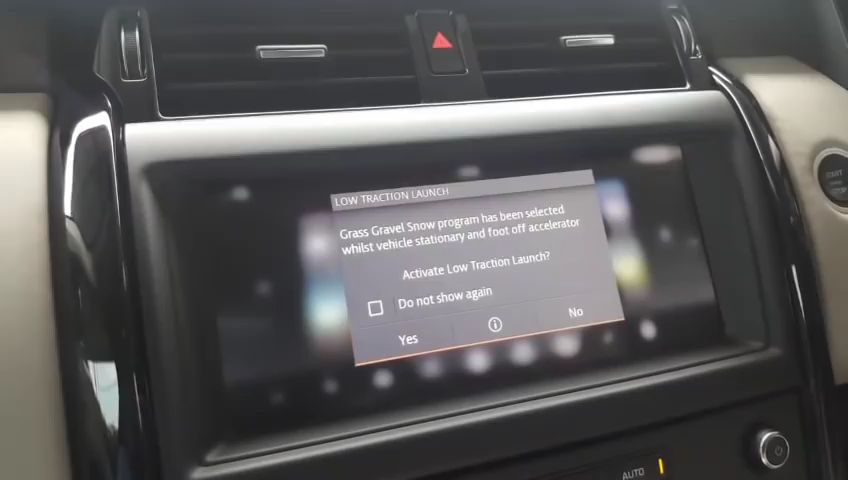 LOW TRACTION LAUNCH
Grass Gravel Snow program has been selected
whilst vehicle stationary and foot off accelerator
Activate Low Traction Launch?
Do not show again
Yes
No
START
AUTO